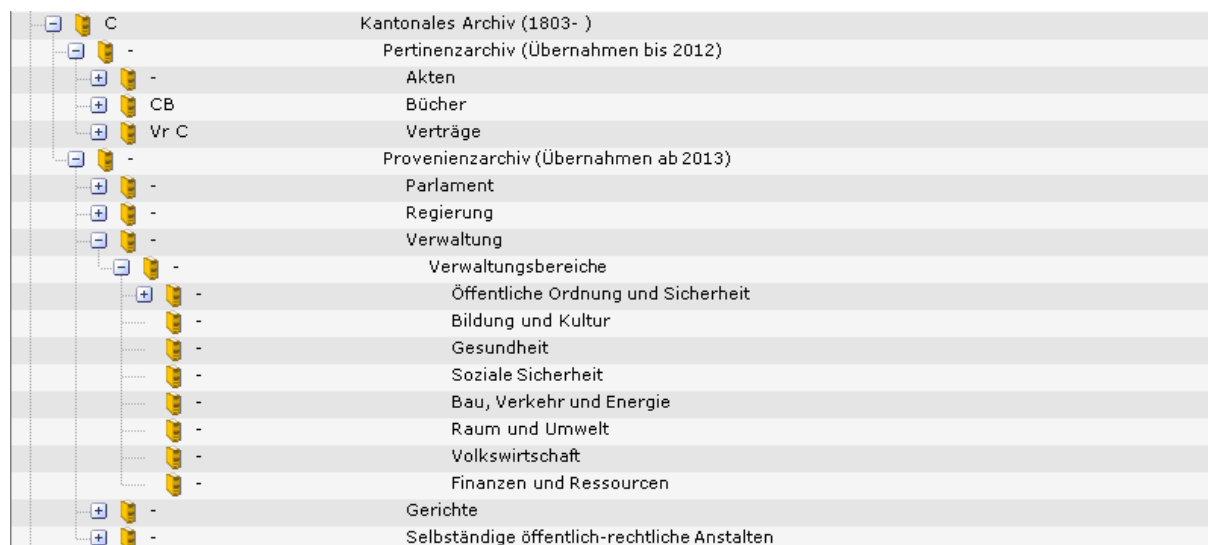 C Kantonales Archiv (1803- )
- Pertinenzarchiv (Übernahmen bis 2012)
- Akten
CB Bücher
Vr C Verträge
- Provenienzarchiv (Übernahmen ab 2013)
- Parlament
- Regierung
- Verwaltung
- Verwaltungsbereiche
- Öffentliche Ordnung und Sicherheit
- Bildung und Kultur
- Gesundheit
- Soziale Sicherheit
- Bau, Verkehr und Energie
- Raum und Umwelt
- Volkswirtschaft
- Finanzen und Ressourcen
- Gerichte
- Selbständige öffentlich-rechtliche Anstalten